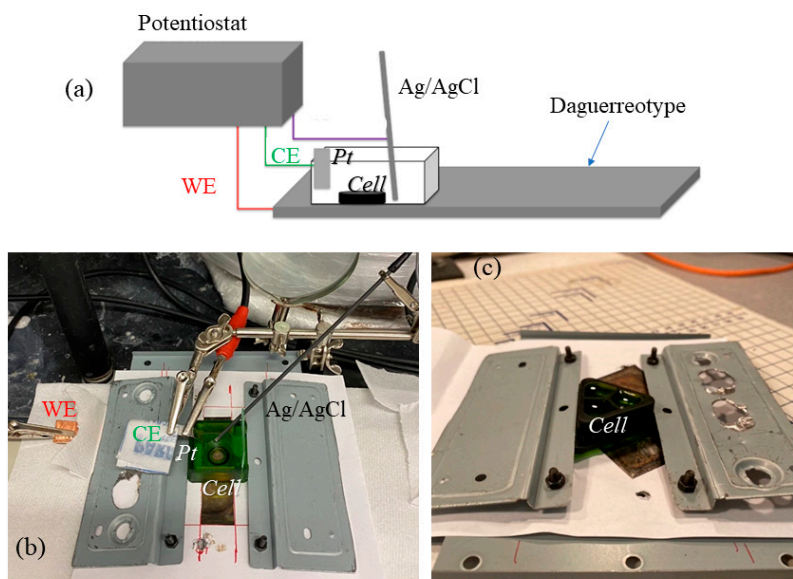 Potentiostat
(a)
Ag/AgCl
Daguerreotype
CE
Pt
WE
Cell
(c)
WE
Ag/AgCl
CE
Pt
Cell
Cell
(b)